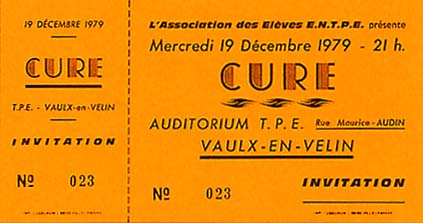 19 DÉCEMBRE 1979
CURE
T.P.E. - VAULX-en-VELIN
INVITATION
Nº 023
L'Association des Elèves E.N.T.P.E. présente
Mercredi 19 Décembre 1979 - 21 h.
CURE
AUDITORIUM T.P.E. Rue Maurice-AUDIN
VAULX-EN-VELIN
INVITATION
Nº 023